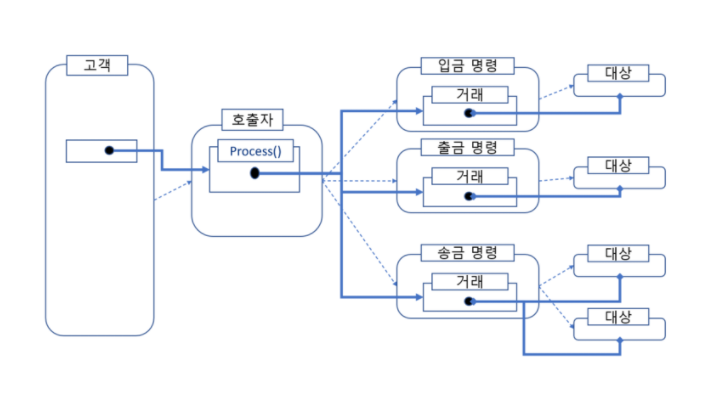 고객
호출자
Process()
입금 명령
거래
대상
출금 명령
거래
대상
송금 명령
거래
대상
대상